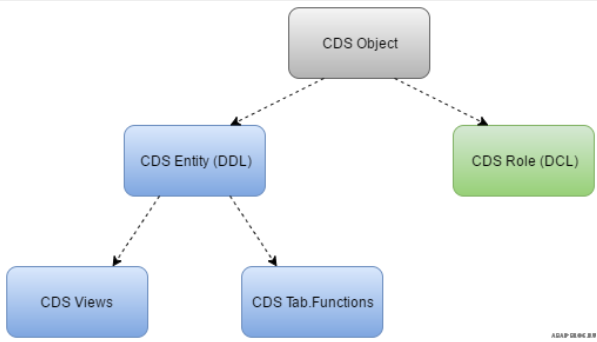 CDS Object
CDS Entity (DDL)
CDS Role (DCL)
CDS Views
CDS Tab.Functions